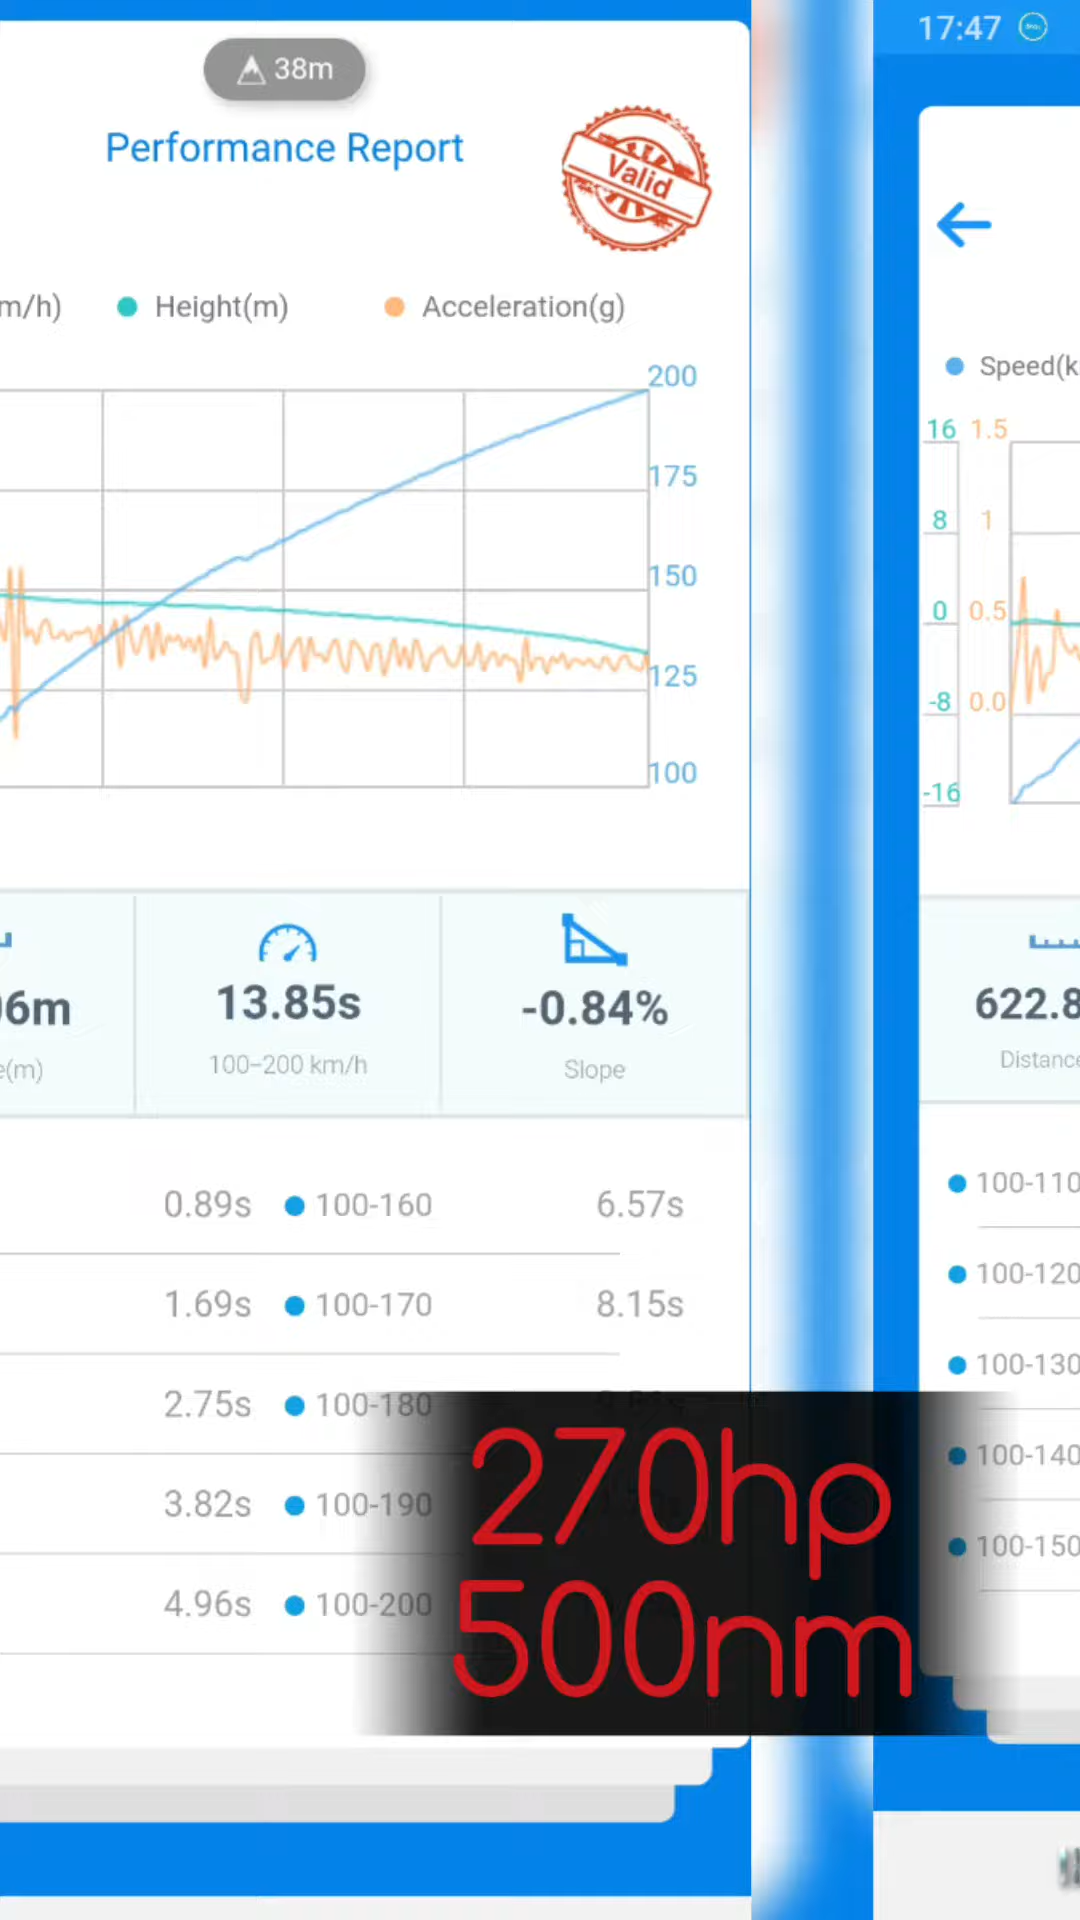 38m
Performance Report
Valid
m/h)
Height(m)
Acceleration(g)
200
175
150
125
100
06m
e(m)
13.85s
100-200 km/h
-0.84%
Slope
0.89s
100-160
6.57s
1.69s
100-170
8.15s
2.75s
100-180
3.82s
100-190
4.96s
100-200
270hp
500nm
17:47
Speed(k
16
1.5
8
1
0
0.5
-8
0.0
-16
622.8
Distance
100-110
100-120
100-130
100-140
100-150